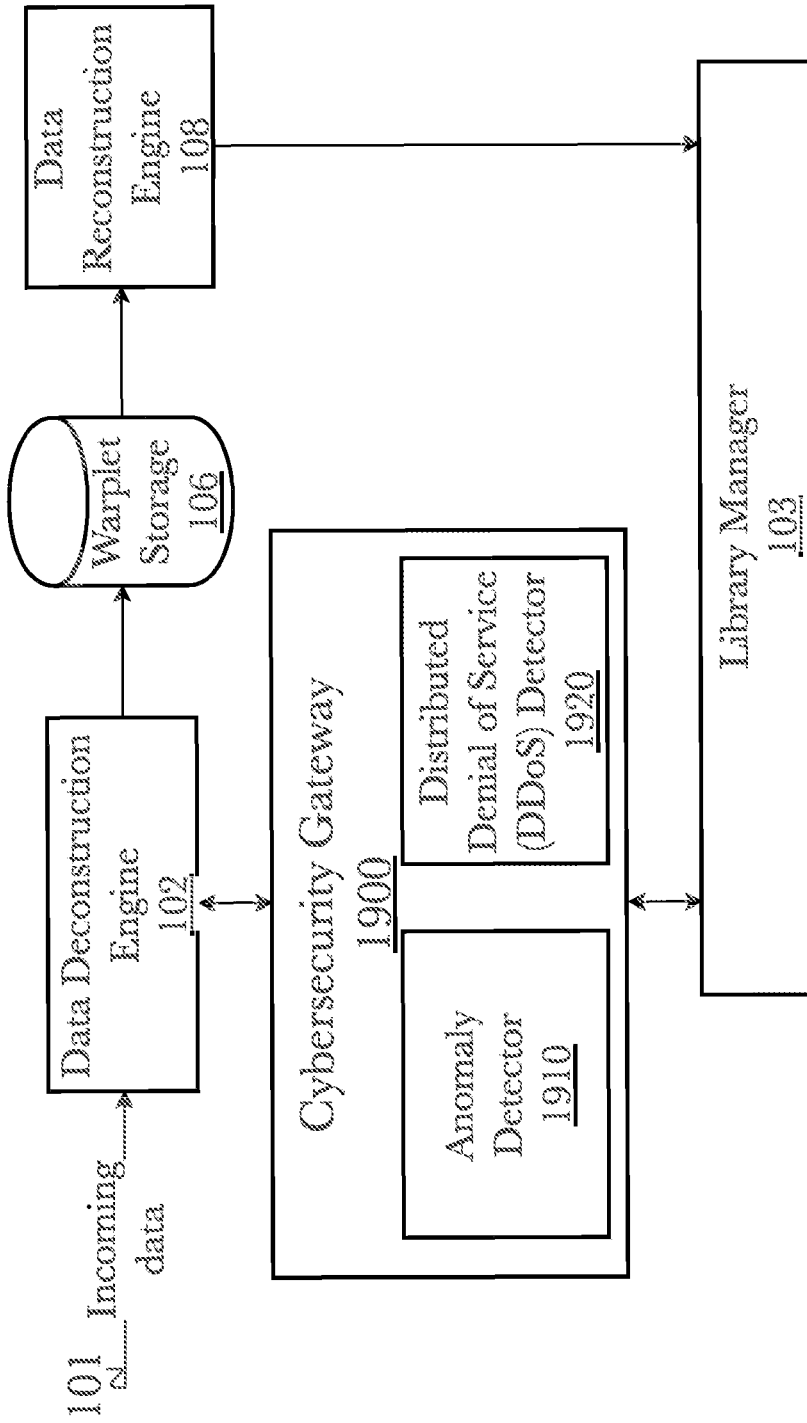 101
Incoming
data
Data Deconstruction
Engine
102
Warplet
Storage
106
Data
Reconstruction
Engine
108
Cybersecurity Gateway
1900
Anomaly
Detector
1910
Distributed
Denial of Service
(DDoS) Detector
1920
Library Manager
103